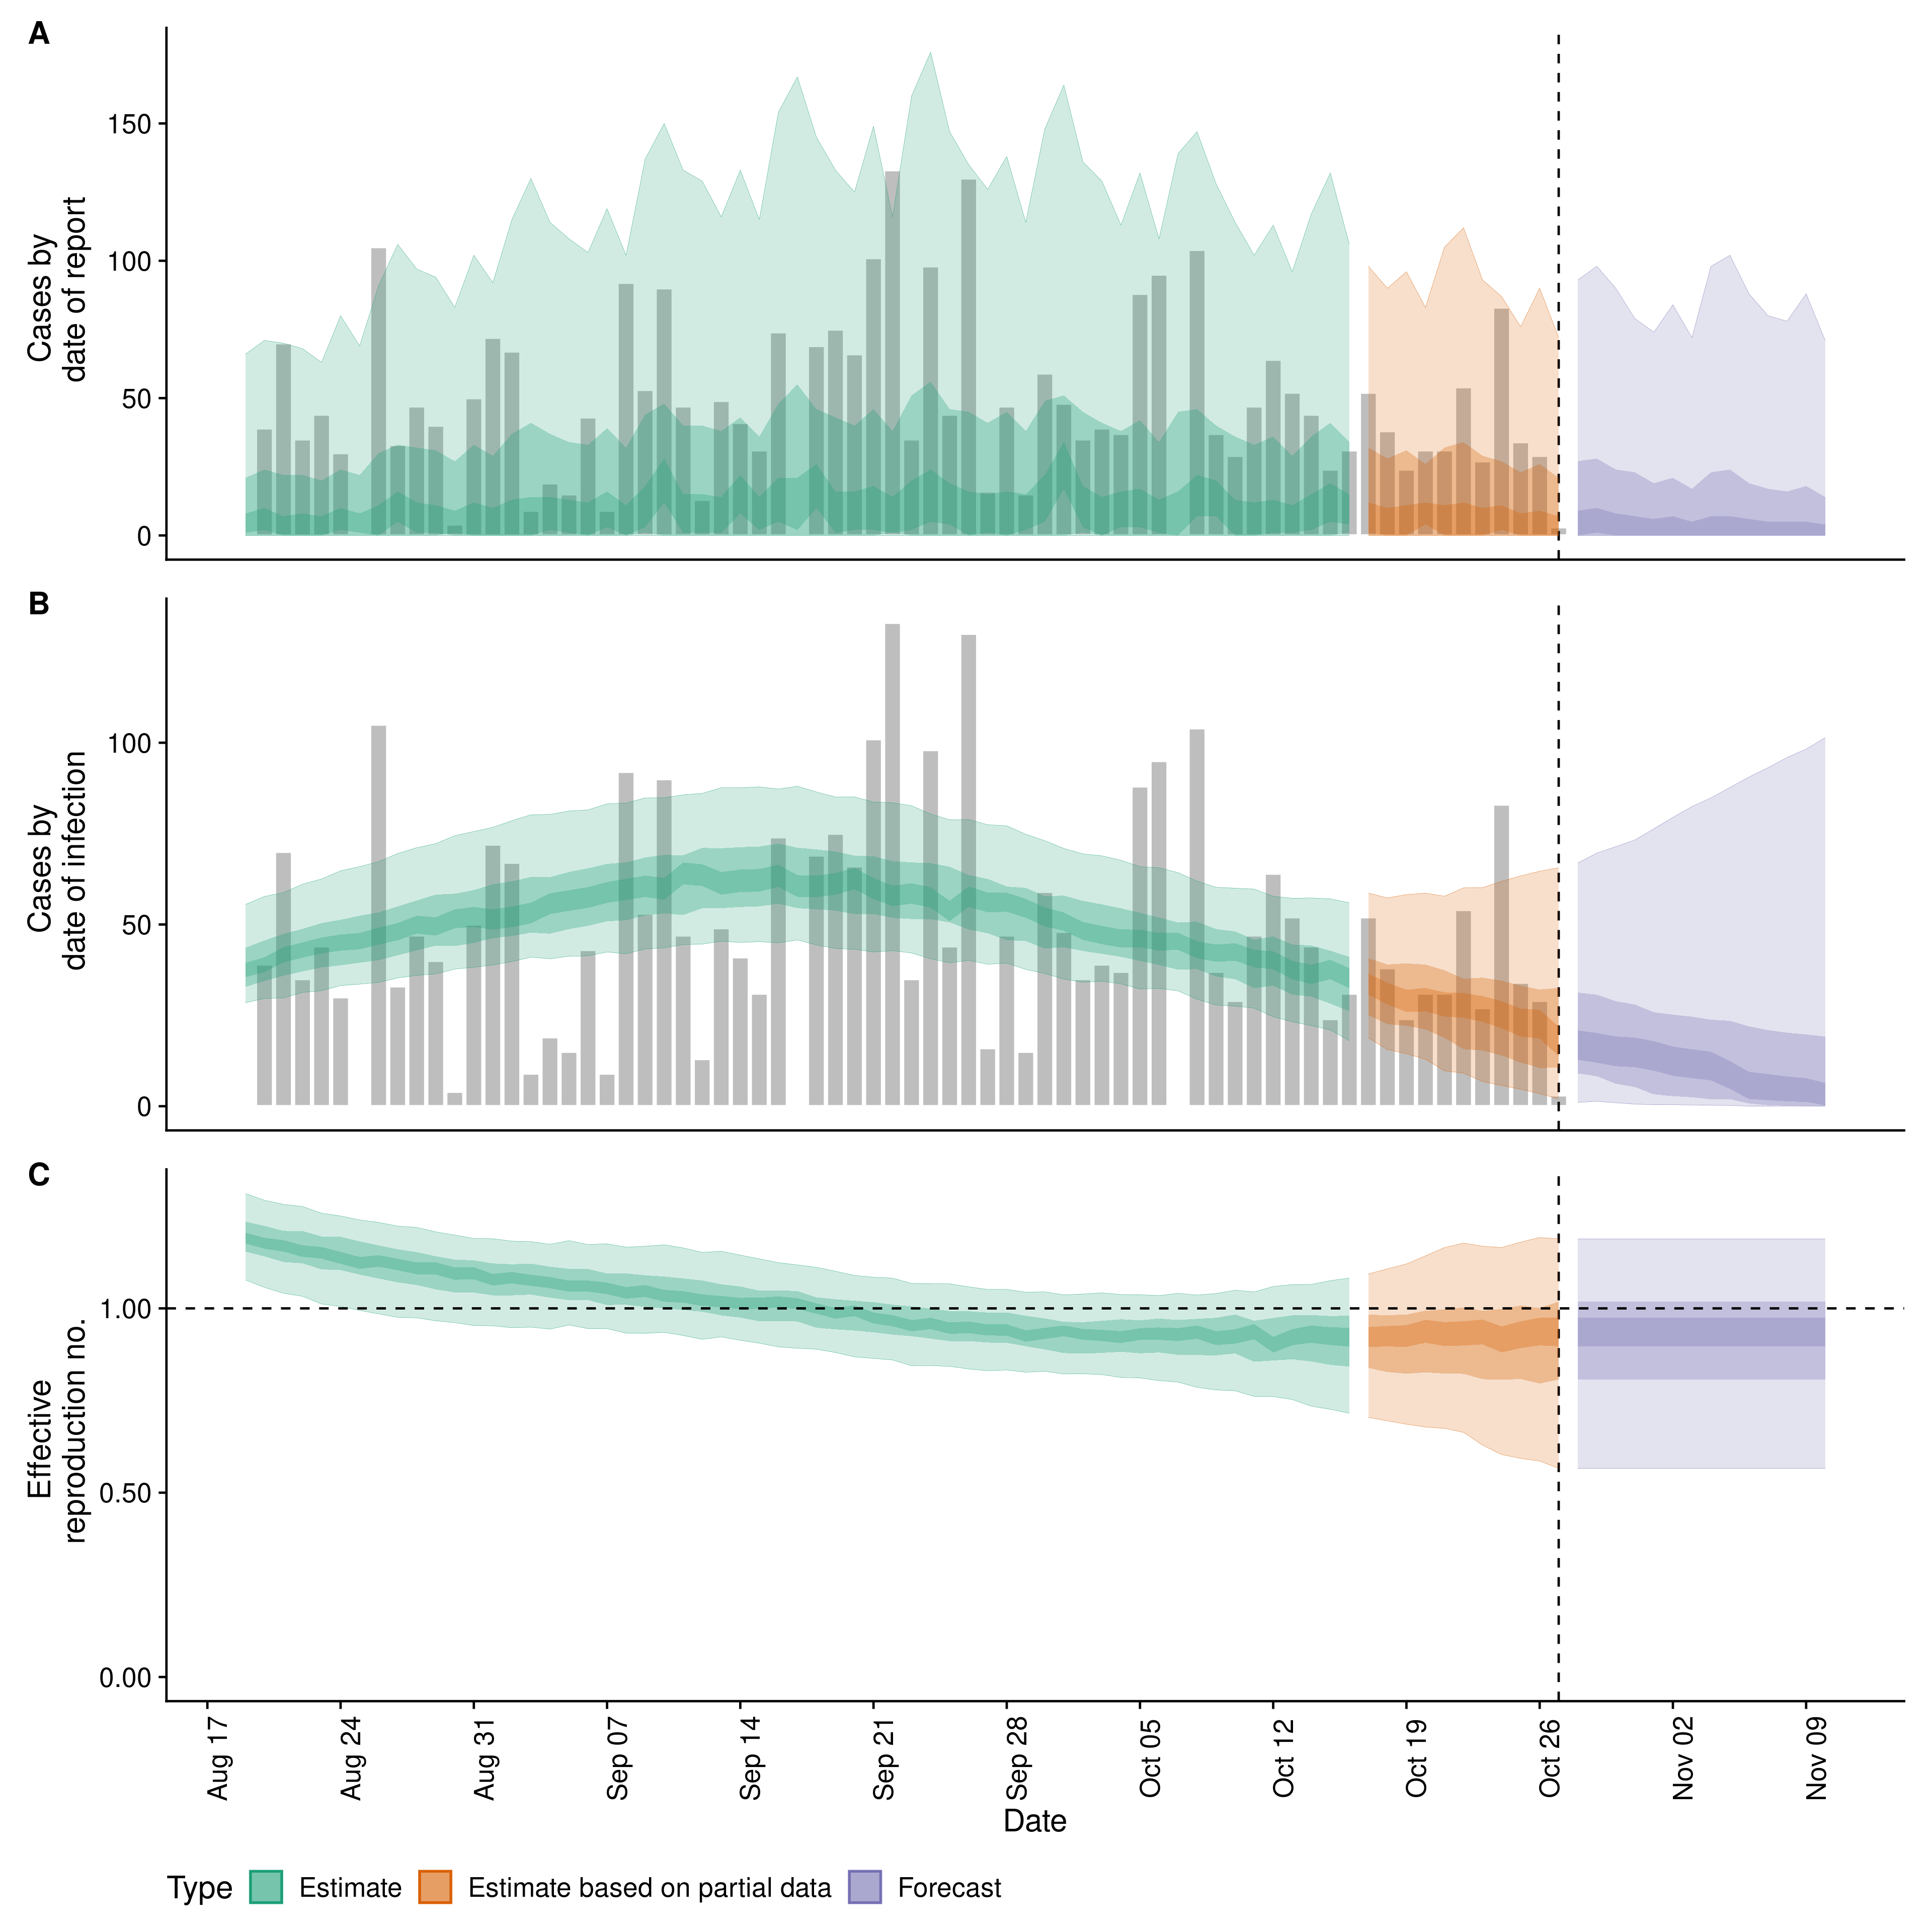 A
Cases by
date of report
150
100
50
0
B
Cases by
date of infection
100
50
0
C
Effective
reproduction no.
1.00
0.50
0.00
Aug 17
Aug 24
Aug 31
Sep 07
Sep 14
Sep 21
Sep 28
Oct 05
Oct 12
Oct 19
Oct 26
Nov 02
Nov 09
Date
Type Estimate Estimate based on partial data Forecast